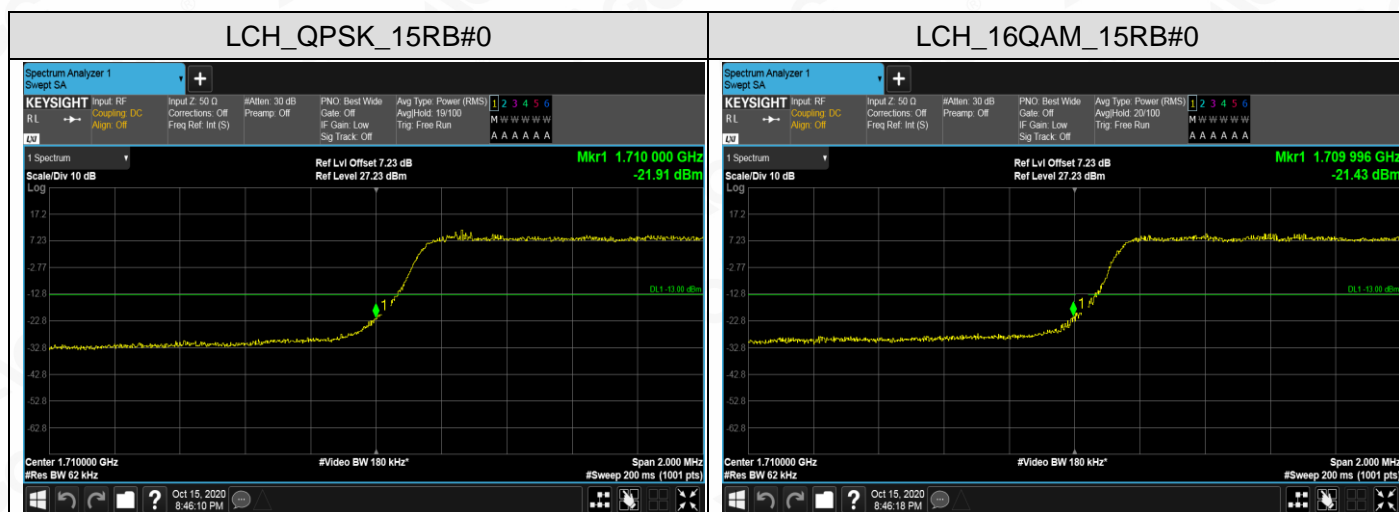 LCH_QPSK_15RB#0
LCH_16QAM_15RB#0
Spectrum Analyzer 1
Swept SA
+
KEYSIGHT
RL
LXI
Input: RF
Coupling: DC
Align: Off
Input Z: 50 Ω
Corrections: Off
Freq Ref: Int (S)
#Atten: 30 dB
Preamp: Off
PNO: Best Wide
Gate: Off
IF Gain: Low
Sig Track: Off
Avg Type: Power (RMS)
Avg|Hold: 19/100
Trig: Free Run
1 2 3 4 5 6
M W W W W W
A A A A A A
1 Spectrum
Scale/Div 10 dB
Log
Ref Lvl Offset 7.23 dB
Ref Level 27.23 dBm
Mkr1 1.710 000 GHz
-21.91 dBm
17.2
7.23
-2.77
-12.8
-22.8
-32.8
-42.8
-52.8
-62.8
DL1 -13.00 dBm
1
Center 1.710000 GHz
#Res BW 62 kHz
#Video BW 180 kHz*
Span 2.000 MHz
#Sweep 200 ms (1001 pts)
?
Oct 15, 2020
8:46:10 PM
Spectrum Analyzer 1
Swept SA
+
KEYSIGHT
RL
LXI
Input: RF
Coupling: DC
Align: Off
Input Z: 50 Ω
Corrections: Off
Freq Ref: Int (S)
#Atten: 30 dB
Preamp: Off
PNO: Best Wide
Gate: Off
IF Gain: Low
Sig Track: Off
Avg Type: Power (RMS)
Avg|Hold: 20/100
Trig: Free Run
1 2 3 4 5 6
M W W W W W
A A A A A A
1 Spectrum
Scale/Div 10 dB
Log
Ref Lvl Offset 7.23 dB
Ref Level 27.23 dBm
Mkr1 1.709 996 GHz
-21.43 dBm
17.2
7.23
-2.77
-12.8
-22.8
-32.8
-42.8
-52.8
-62.8
DL1 -13.00 dBm
1
Center 1.710000 GHz
#Res BW 62 kHz
#Video BW 180 kHz*
Span 2.000 MHz
#Sweep 200 ms (1001 pts)
?
Oct 15, 2020
8:46:18 PM